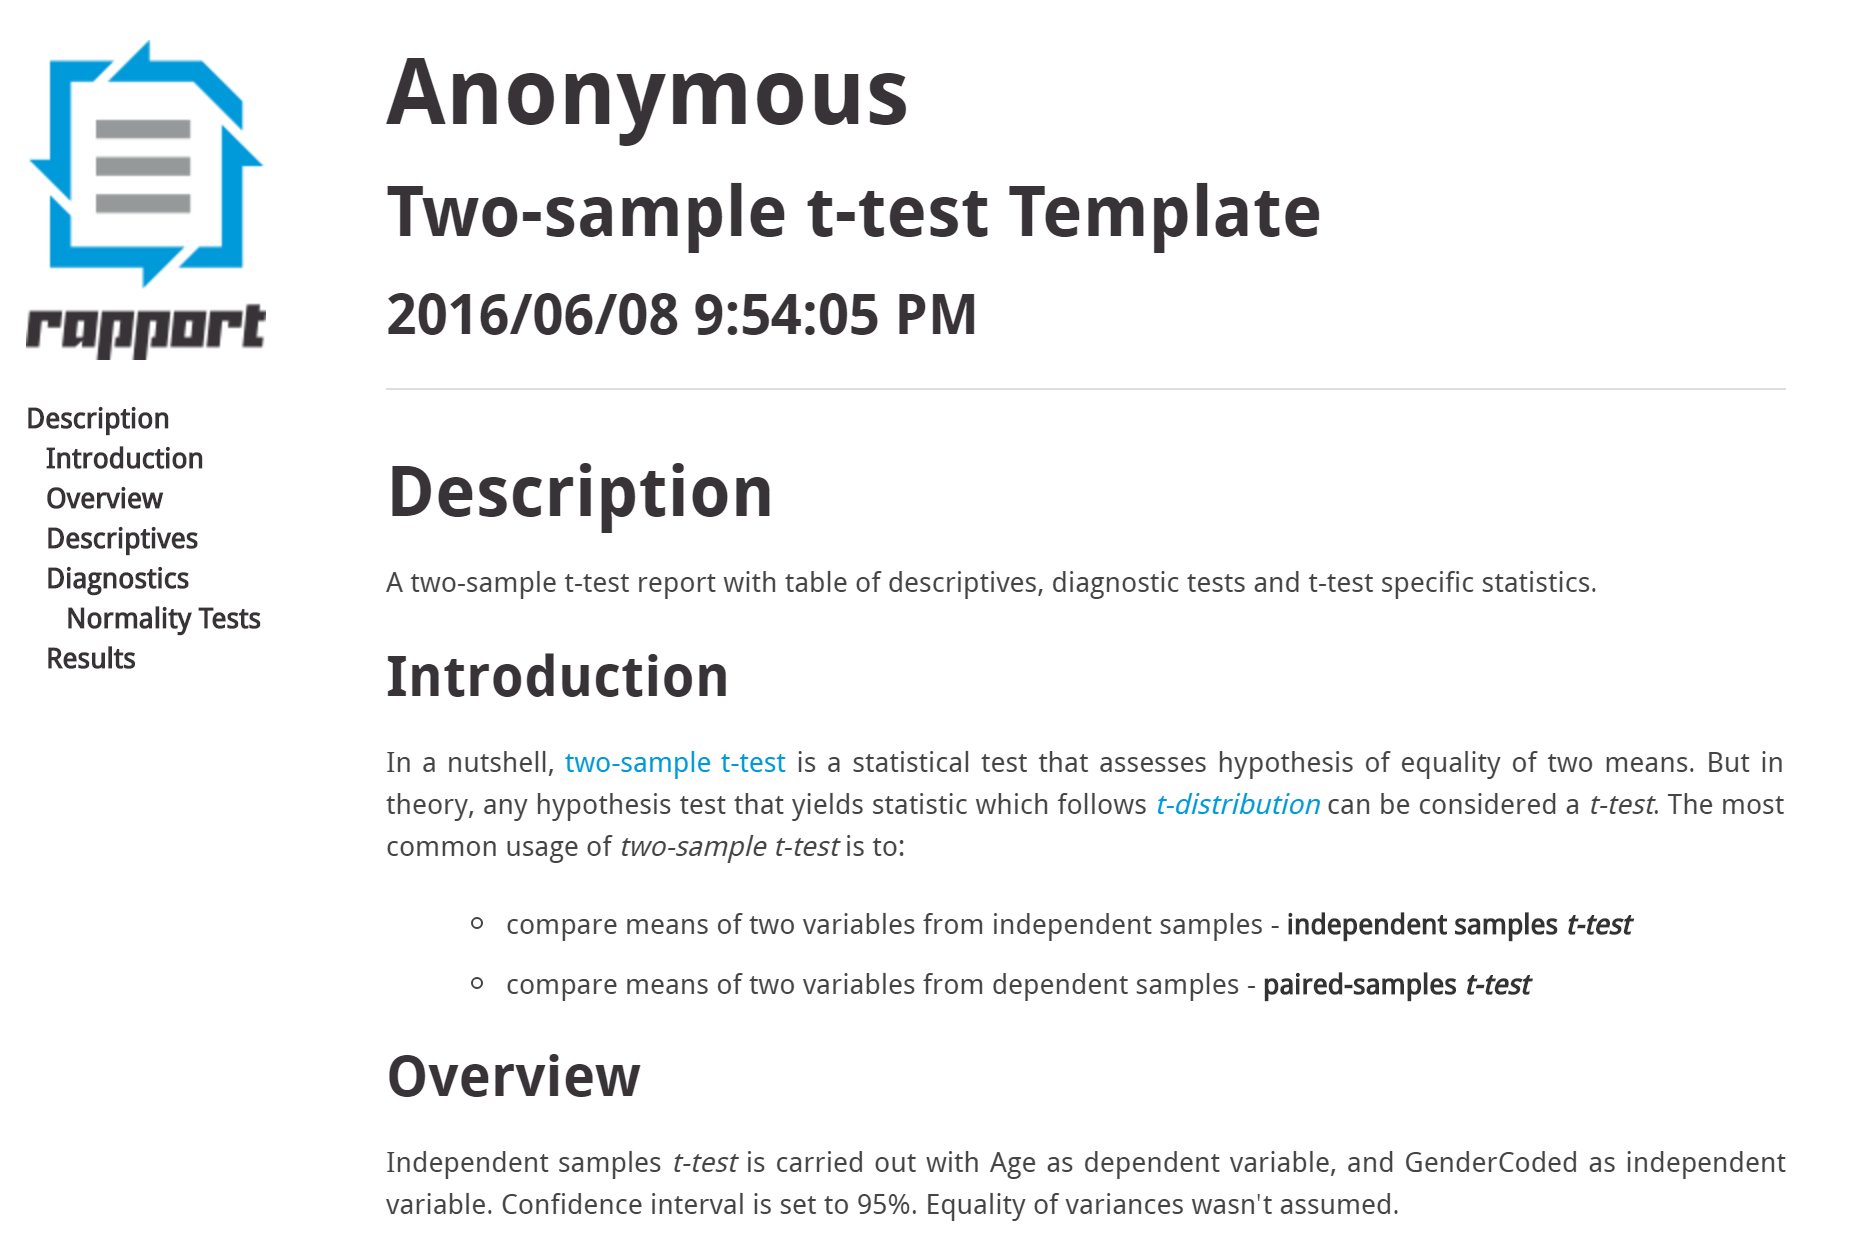 rapport
Description
Introduction
Overview
Descriptives
Diagnostics
Normality Tests
Results
Anonymous
Two-sample t-test Template
2016/06/08 9:54:05 PM
Description
A two-sample t-test report with table of descriptives, diagnostic tests and t-test specific statistics.
Introduction
In a nutshell, two-sample t-test is a statistical test that assesses hypothesis of equality of two means. But in
theory, any hypothesis test that yields statistic which follows t-distribution can be considered a t-test. The most
common usage of two-sample t-test is to:
compare means of two variables from independent samples - independent samples t-test
compare means of two variables from dependent samples - paired-samples t-test
Overview
Independent samples t-test is carried out with Age as dependent variable, and GenderCoded as independent
variable. Confidence interval is set to 95%. Equality of variances wasn't assumed.